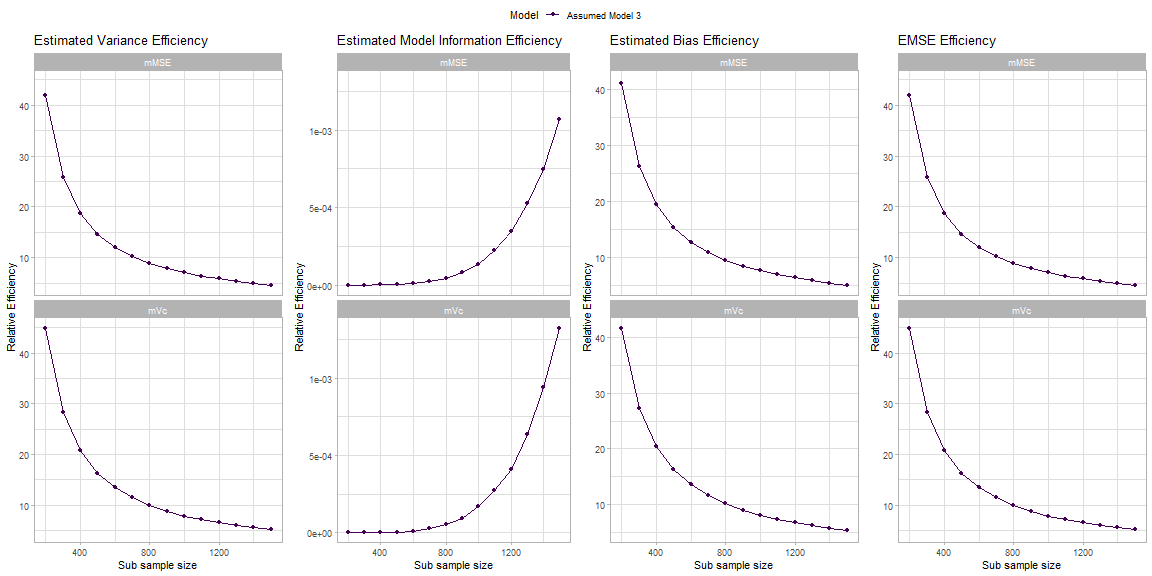 Model Assumed Model 3
Estimated Variance Efficiency
mMSE
40
30
20
10
mVc
40
30
20
10
400 800 1200
Sub sample size
Relative Efficiency
Estimated Model Information Efficiency
mMSE
1e-03
5e-04
0e+00
mVc
1e-03
5e-04
0e+00
400 1200
Sub sample size
Relative Efficiency
Estimated Bias Efficiency
mMSE
40
30
20
10
mVc
40
30
20
10
400 800 1200
Sub sample size
Relative Efficiency
EMSE Efficiency
mMSE
40
30
20
10
mVc
40
30
20
10
400 800 1200
Sub sample size
Relative Efficiency